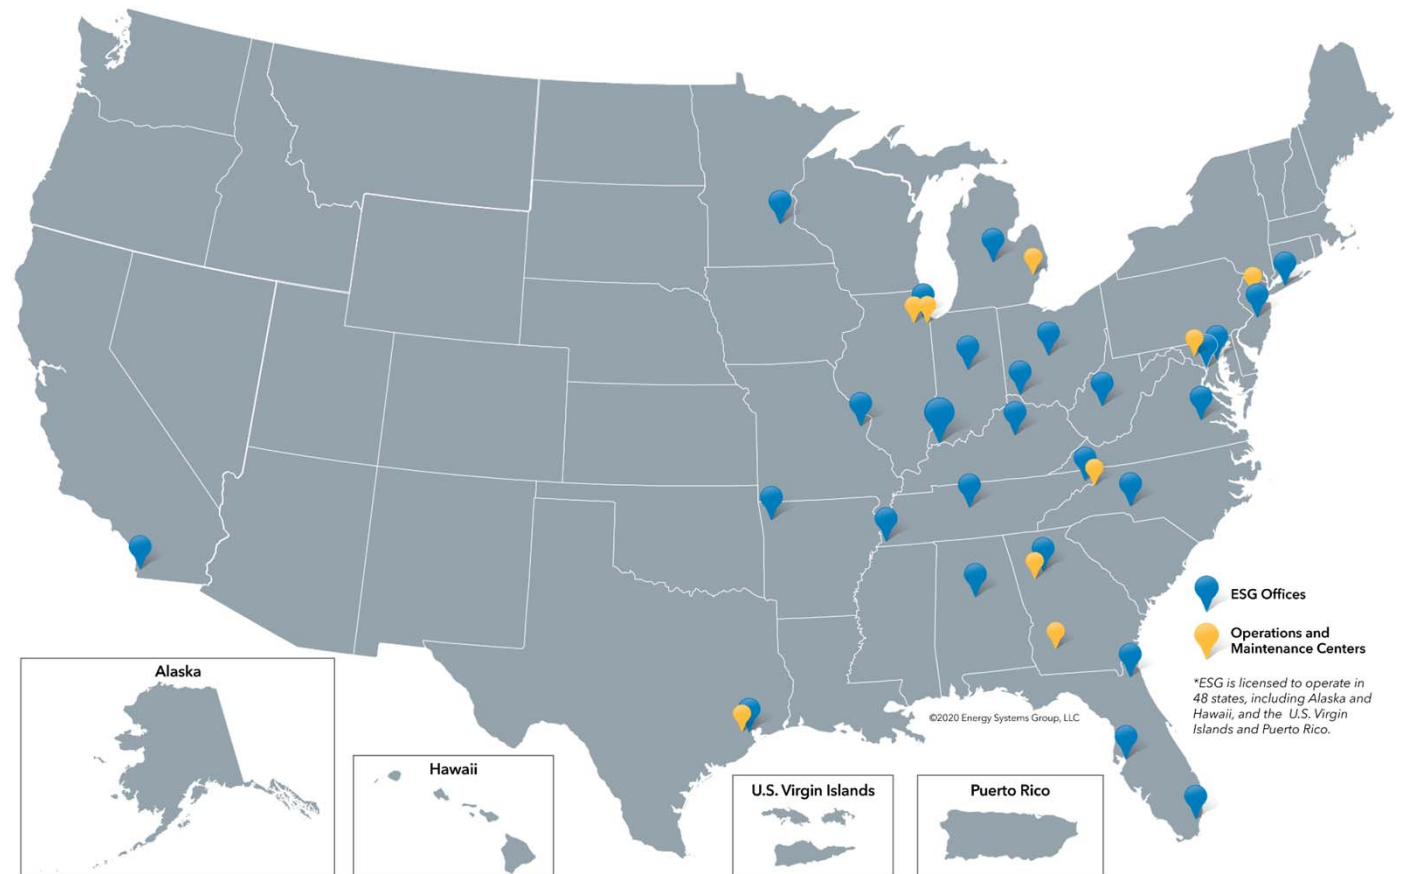 ESG Offices
Operations and
Maintenance Centers
*ESG is licensed to operate in
48 states, including Alaska and
Hawaii, and the U.S. Virgin
Islands and Puerto Rico.
©2020 Energy Systems Group, LLC
Alaska
Hawaii
U.S. Virgin Islands
Puerto Rico